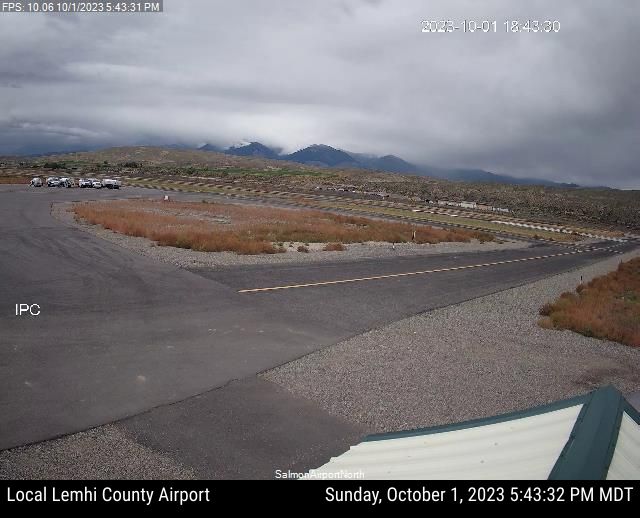 FPS: 10.06 10/1/2023 5:43:31 PM
2023-10-01 18:43:30
IPC
SalmonAirportNorth
Local Lemhi County Airport
Sunday, October 1, 2023 5:43:32 PM MDT